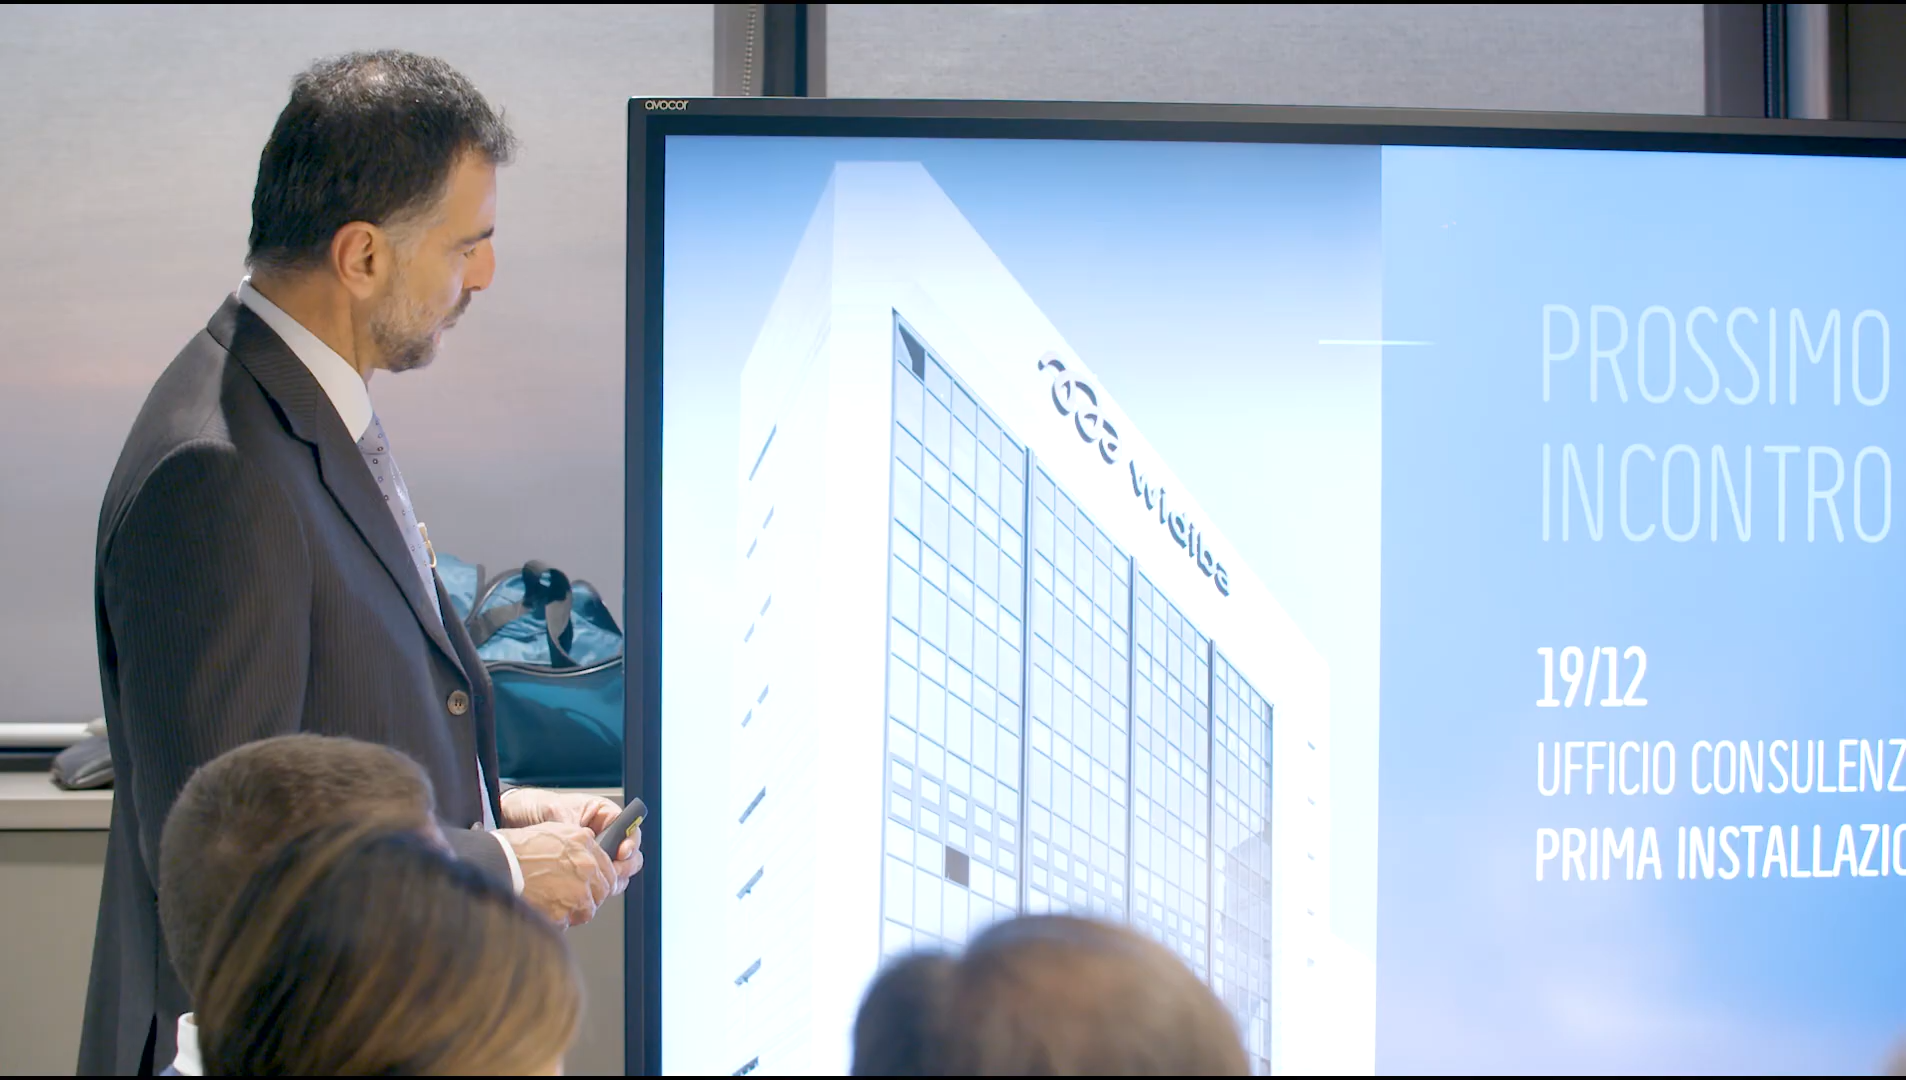 avocor
widiba
PROSSIMO
INCONTRO
19/12
UFFICIO CONSULENZ
PRIMA INSTALLAZIO